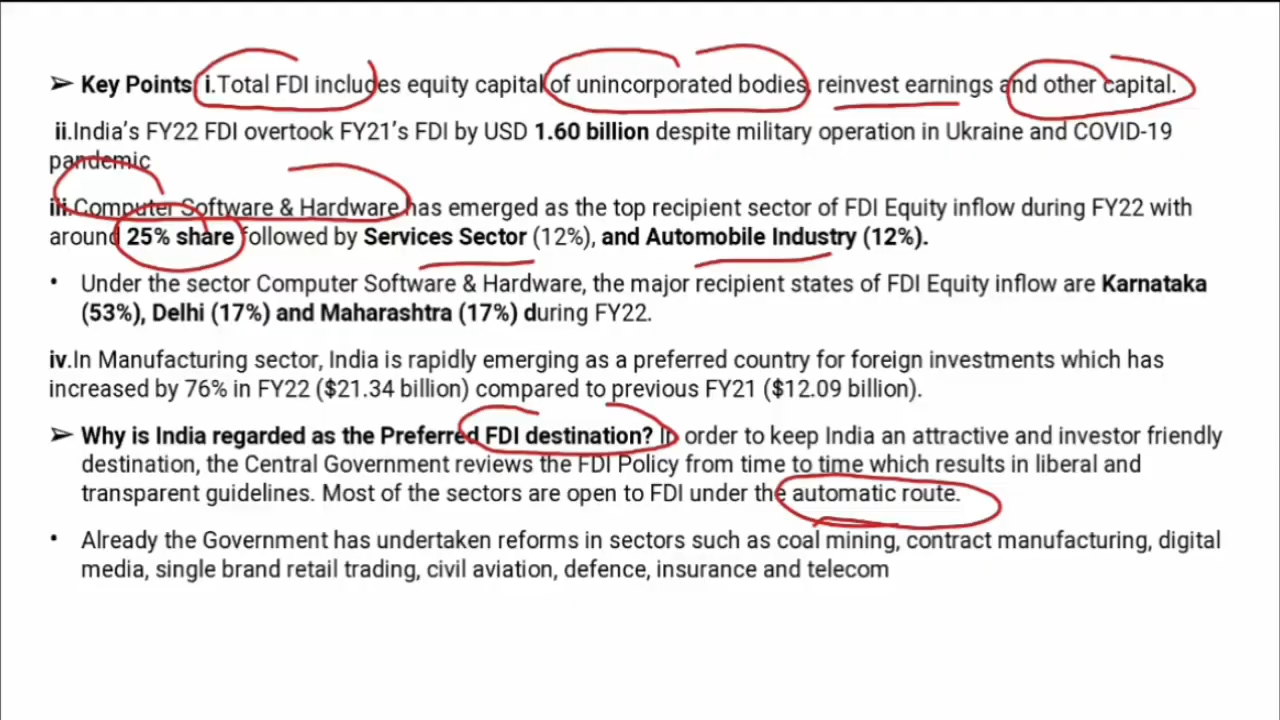 ➢ Key Points i.Total FDI includes equity capital of unincorporated bodies, reinvest earnings and other capital.
ii.India's FY22 FDI overtook FY21's FDI by USD 1.60 billion despite military operation in Ukraine and COVID-19
pandemic
iii.Computer Software & Hardware has emerged as the top recipient sector of FDI Equity inflow during FY22 with
around 25% share followed by Services Sector (12%), and Automobile Industry (12%).
• Under the sector Computer Software & Hardware, the major recipient states of FDI Equity inflow are Karnataka
(53%), Delhi (17%) and Maharashtra (17%) during FY22.
iv.In Manufacturing sector, India is rapidly emerging as a preferred country for foreign investments which has
increased by 76% in FY22 ($21.34 billion) compared to previous FY21 ($12.09 billion).
➢ Why is India regarded as the Preferred FDI destination? In order to keep India an attractive and investor friendly
destination, the Central Government reviews the FDI Policy from time to time which results in liberal and
transparent guidelines. Most of the sectors are open to FDI under the automatic route.
• Already the Government has undertaken reforms in sectors such as coal mining, contract manufacturing, digital
media, single brand retail trading, civil aviation, defence, insurance and telecom